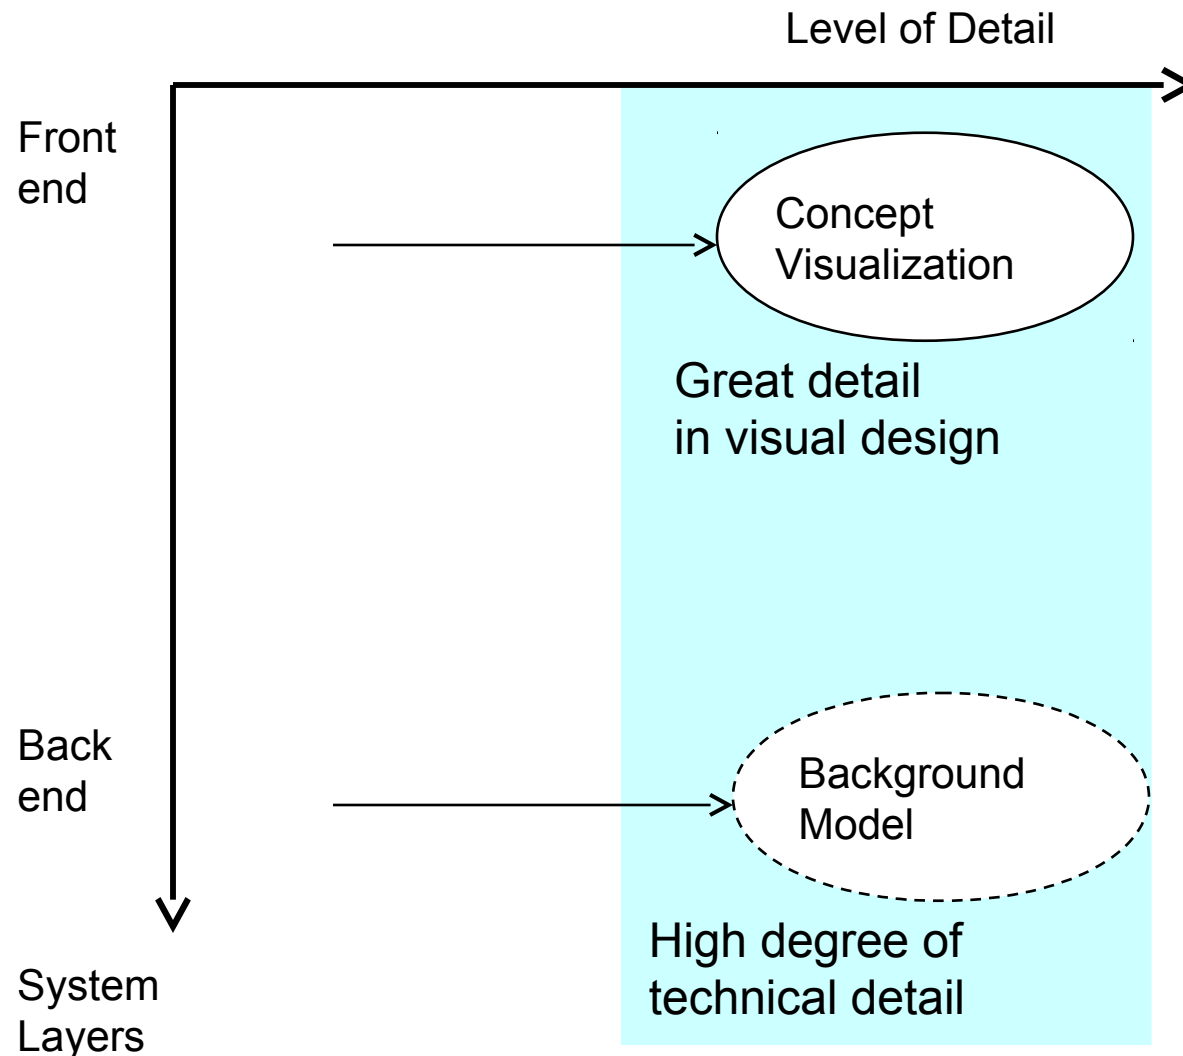 Level of Detail
Front
end
Concept
Visualization
Great detail
in visual design
Back
end
Background
Model
High degree of
technical detail
System
Layers